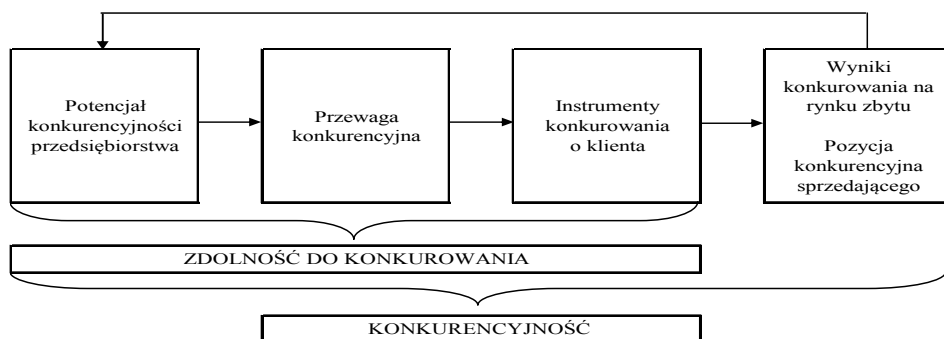 Potencjał
konkurencyjności
przedsiębiorstwa
Przewaga
konkurencyjna
Instrumenty
konkurowania
o klienta
Wyniki
konkurowania na
rynku zbytu
Pozycja
konkurencyjna
sprzedającego
ZDOLNOŚĆ DO KONKUROWANIA
KONKURENCYJNOŚĆ